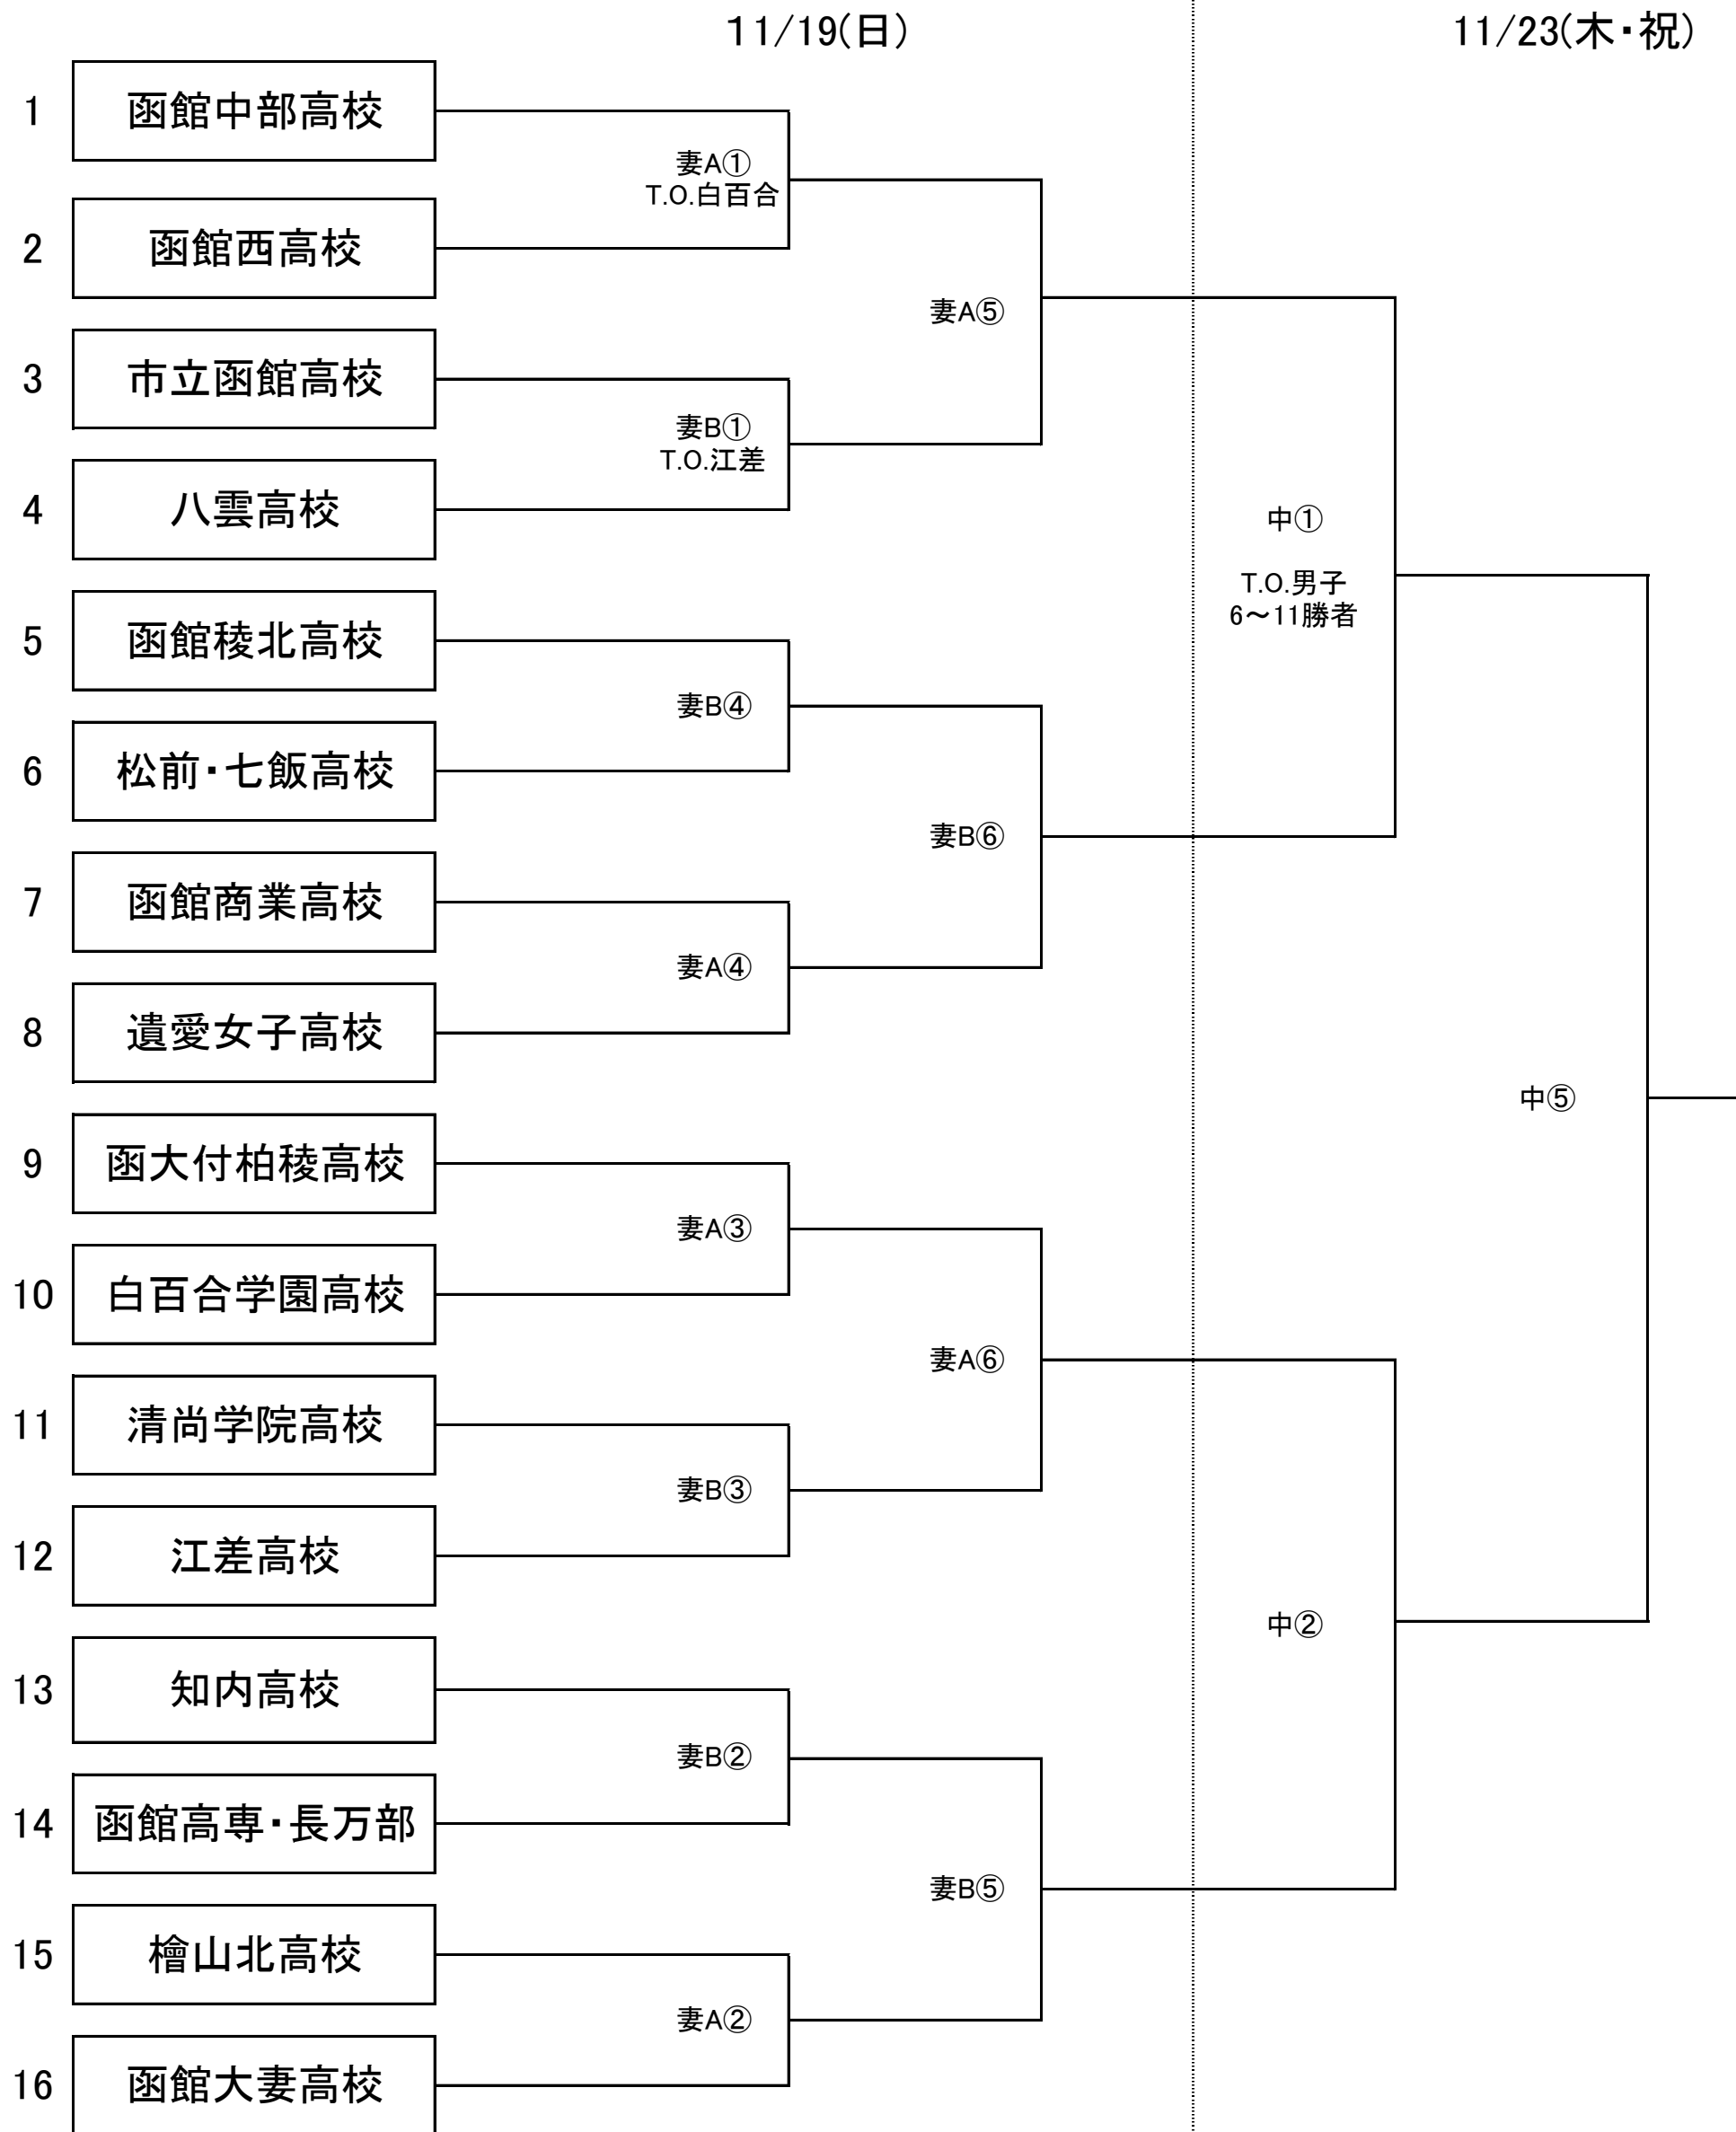 11/19(日)
11/23(木・祝)
1
函館中部高校
妻A①
T.O.白百合
2
函館西高校
妻A⑤
3
市立函館高校
妻B①
T.O.江差
4
八雲高校
中①
T.O.男子
6～11勝者
5
函館稜北高校
妻B④
6
松前・七飯高校
妻B⑥
7
函館商業高校
妻A④
8
遺愛女子高校
中⑤
9
函大付柏稜高校
妻A③
10
白百合学園高校
妻A⑥
11
清尚学院高校
妻B③
12
江差高校
中②
13
知内高校
妻B②
14
函館高専・長万部
妻B⑤
15
檜山北高校
妻A②
16
函館大妻高校